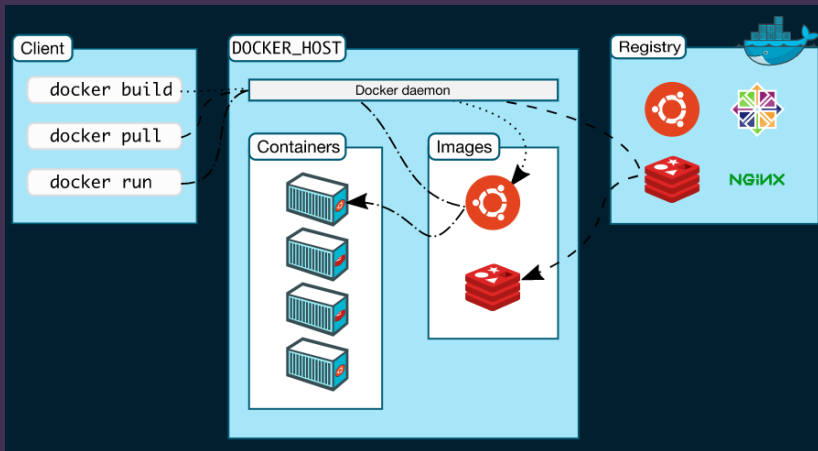 Client
docker build
docker pull
docker run
DOCKER_HOST
Docker daemon
Containers
Images
Registry
NGINX